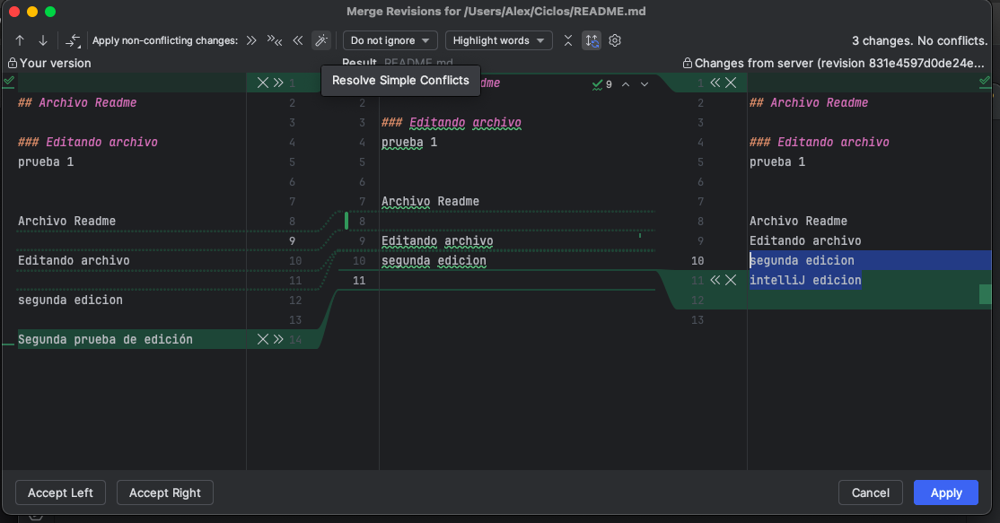 Merge Revisions for /Users/Alex/Ciclos/README.md
Apply non-conflicting changes: Do not ignore Highlight words 3 changes. No conflicts.
Your version Result README.md Changes from server (revision 831e4597d0de24e...
Resolve Simple Conflicts
1 dme 9 1
## Archivo Readme 2 2 2 ## Archivo Readme
3 3 ### Editando archivo 3
### Editando archivo 4 4 prueba 1 4 ### Editando archivo
prueba 1 5 5 5 prueba 1
6 6 6
7 7 Archivo Readme 7
Archivo Readme 8 8 8 Archivo Readme
9 9 Editando archivo 9 Editando archivo
Editando archivo 10 10 segunda edicion 10 segunda edicion
11 11 11 intelliJ edicion
segunda edicion 12 12
13 13
Segunda prueba de edición 14
Accept Left Accept Right Cancel Apply